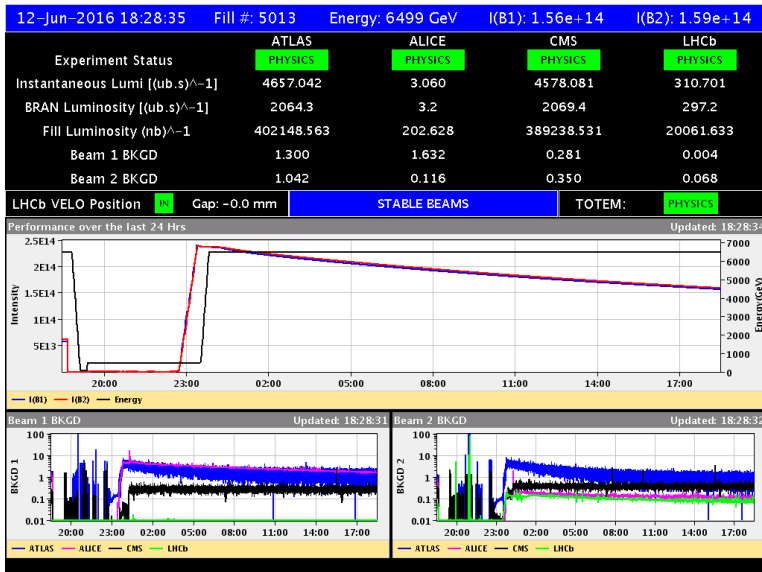 12-Jun-2016 18:28:35 Fill #: 5013 Energy: 6499 GeV I(B1): 1.56e+14 I(B2): 1.59e+14
ATLAS ALICE CMS LHCb
Experiment Status PHYSICS PHYSICS PHYSICS PHYSICS
Instantaneous Lumi [(ub.s)^-1] 4657.042 3.060 4578.081 310.701
BRAN Luminosity [(ub.s)^-1] 2064.3 3.2 2069.4 297.2
Fill Luminosity (nb)^-1 402148.563 202.628 389238.531 20061.633
Beam 1 BKGD 1.300 1.632 0.281 0.004
Beam 2 BKGD 1.042 0.116 0.350 0.068
LHCb VELO Position IN Gap: -0.0 mm STABLE BEAMS TOTEM: PHYSICS
Performance over the last 24 Hrs Updated: 18:28:34
Intensity
2.5E14
2E14
1.5E14
1E14
5E13
7000
6000
5000
4000
3000
2000
1000
0
Energy(GeV)
20:00 23:00 02:00 05:00 08:00 11:00 14:00 17:00
I(B1) I(B2) Energy
Beam 1 BKGD Updated: 18:28:31
BKGD 1
100
10
1
0.1
0.01
20:00 23:00 02:00 05:00 08:00 11:00 14:00 17:00
ATLAS ALICE CMS LHCb
Beam 2 BKGD Updated: 18:28:32
BKGD 2
100
10
1
0.1
0.01
20:00 23:00 02:00 05:00 08:00 11:00 14:00 17:00
ATLAS ALICE CMS LHCb